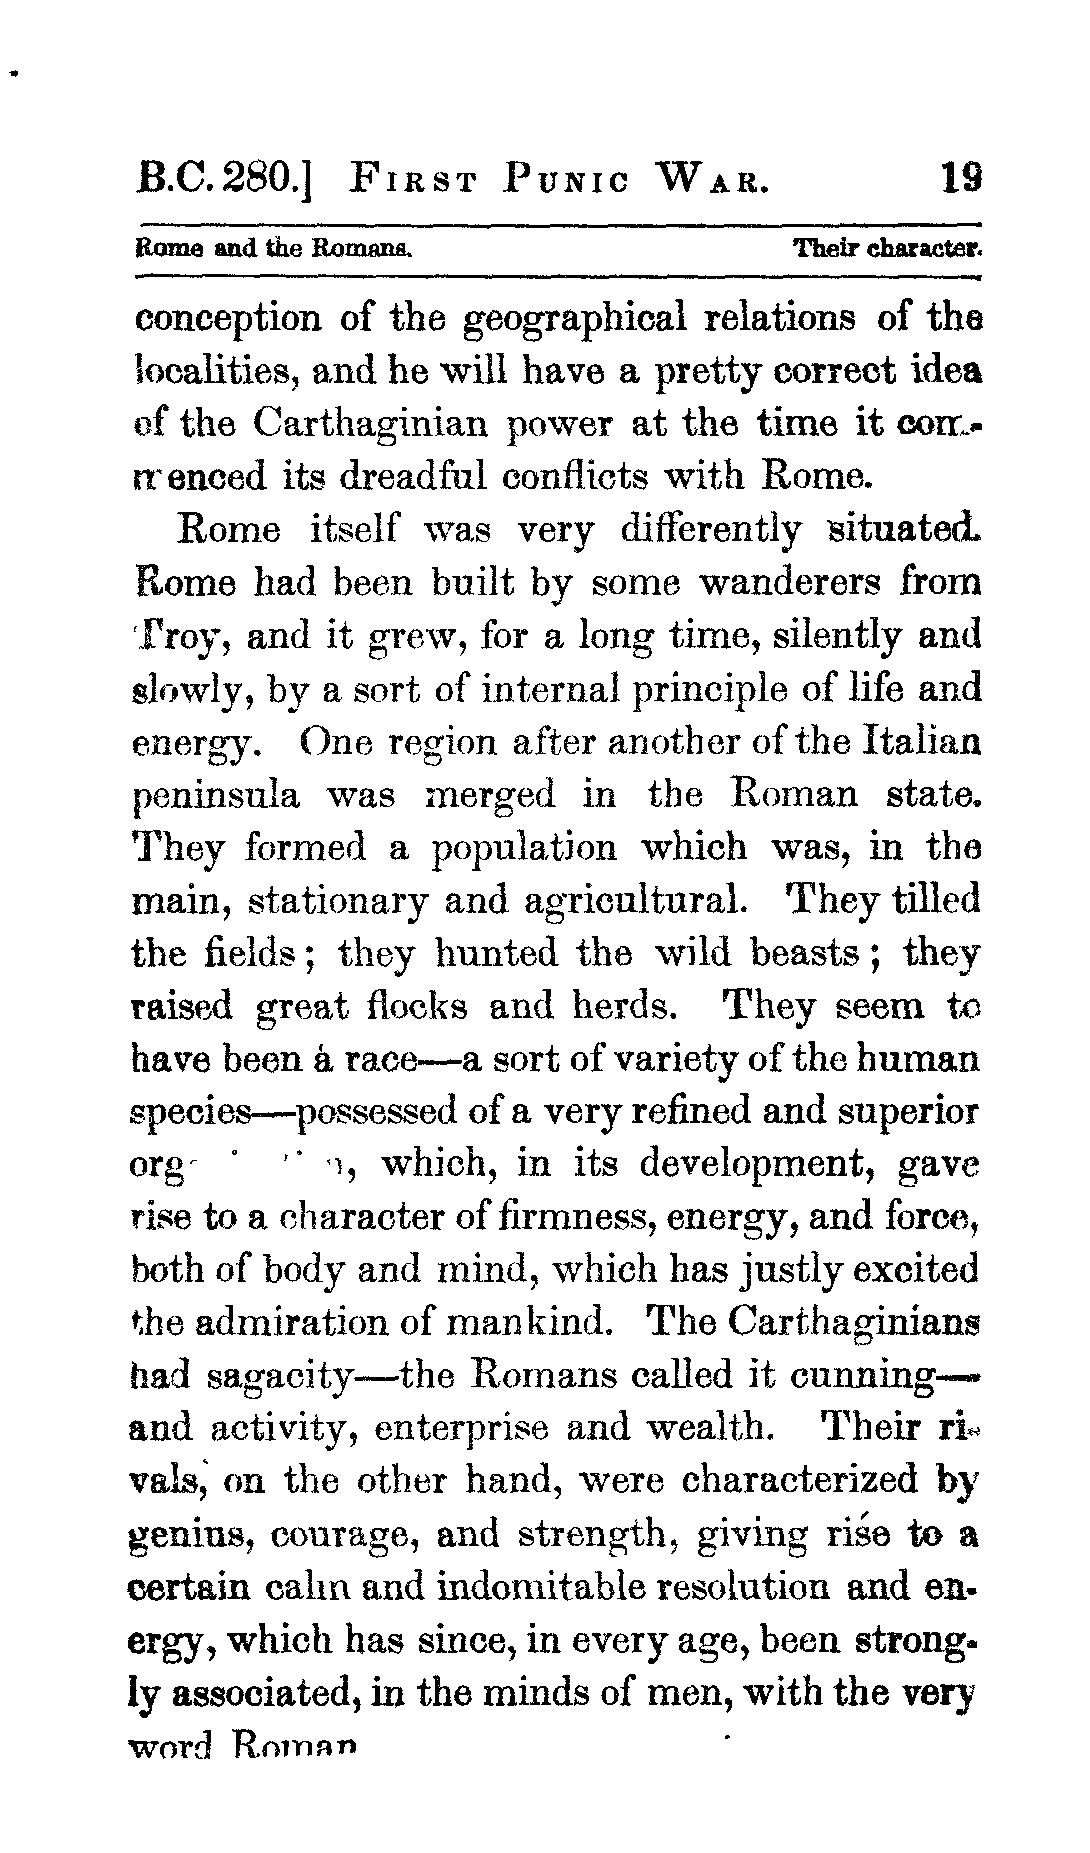 B.C. 280.] FIRST PUNIC WAR. 19
Rome and the Romans. Their character.
conception of the geographical relations of the
localities, and he will have a pretty correct idea
of the Carthaginian power at the time it com-
menced its dreadful conflicts with Rome.
Rome itself was very differently situated.
Rome had been built by some wanderers from
Troy, and it grew, for a long time, silently and
slowly, by a sort of internal principle of life and
energy. One region after another of the Italian
peninsula was merged in the Roman state.
They formed a population which was, in the
main, stationary and agricultural. They tilled
the fields; they hunted the wild beasts; they
raised great flocks and herds. They seem to
have been a race—a sort of variety of the human
species—possessed of a very refined and superior
which, in its development, gave
rise to a character of firmness, energy, and force,
both of body and mind, which has justly excited
the admiration of mankind. The Carthaginians
had sagacity—the Romans called it cunning—
and activity, enterprise and wealth. Their ri-
vals, on the other hand, were characterized by
genius, courage, and strength, giving rise to a
certain calm and indomitable resolution and en-
ergy, which has since, in every age, been strong-
ly associated, in the minds of men, with the very
word Roman